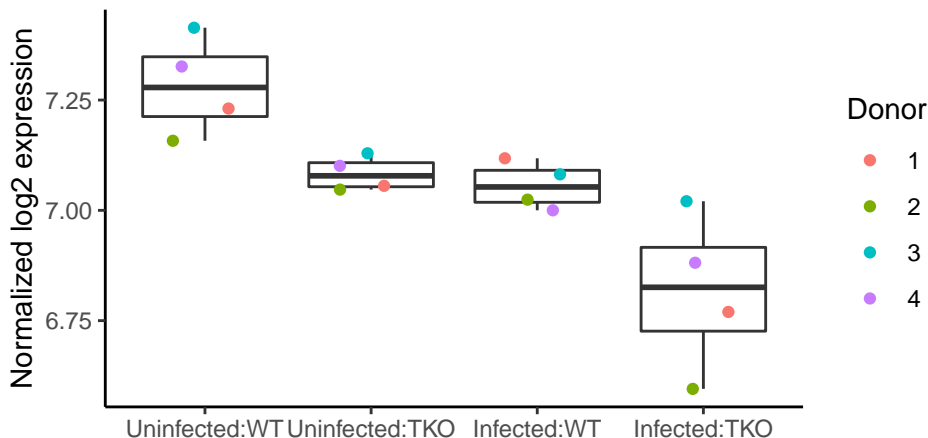 Normalized log2 expression
7.25
7.00
6.75
Uninfected:WT
Uninfected:TKO
Infected:WT
Infected:TKO
Donor
1
2
3
4